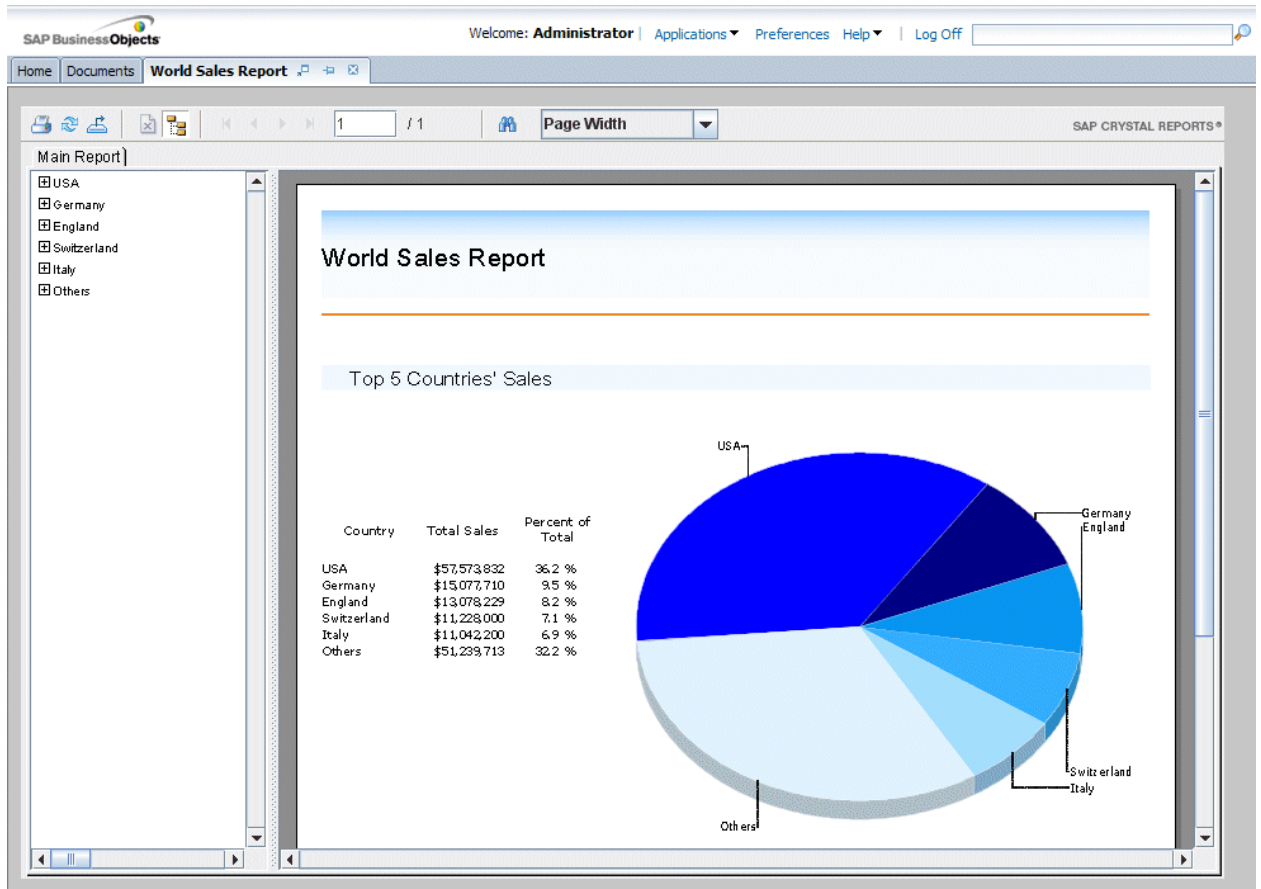 SAP BusinessObjects
Welcome: Administrator | Applications Preferences Help | Log Off
Home Documents World Sales Report
1 / 1 Page Width SAP CRYSTAL REPORTS®
Main Report
USA
Germany
England
Switzerland
Italy
Others
World Sales Report
Top 5 Countries' Sales
Country Total Sales Percent of Total
USA $57,573,832 36.2 %
Germany $15,077,710 9.5 %
England $13,078,229 8.2 %
Switzerland $11,228,000 7.1 %
Italy $11,042,200 6.9 %
Others $51,239,713 32.2 %
USA
Germany
England
Switzerland
Italy
Others